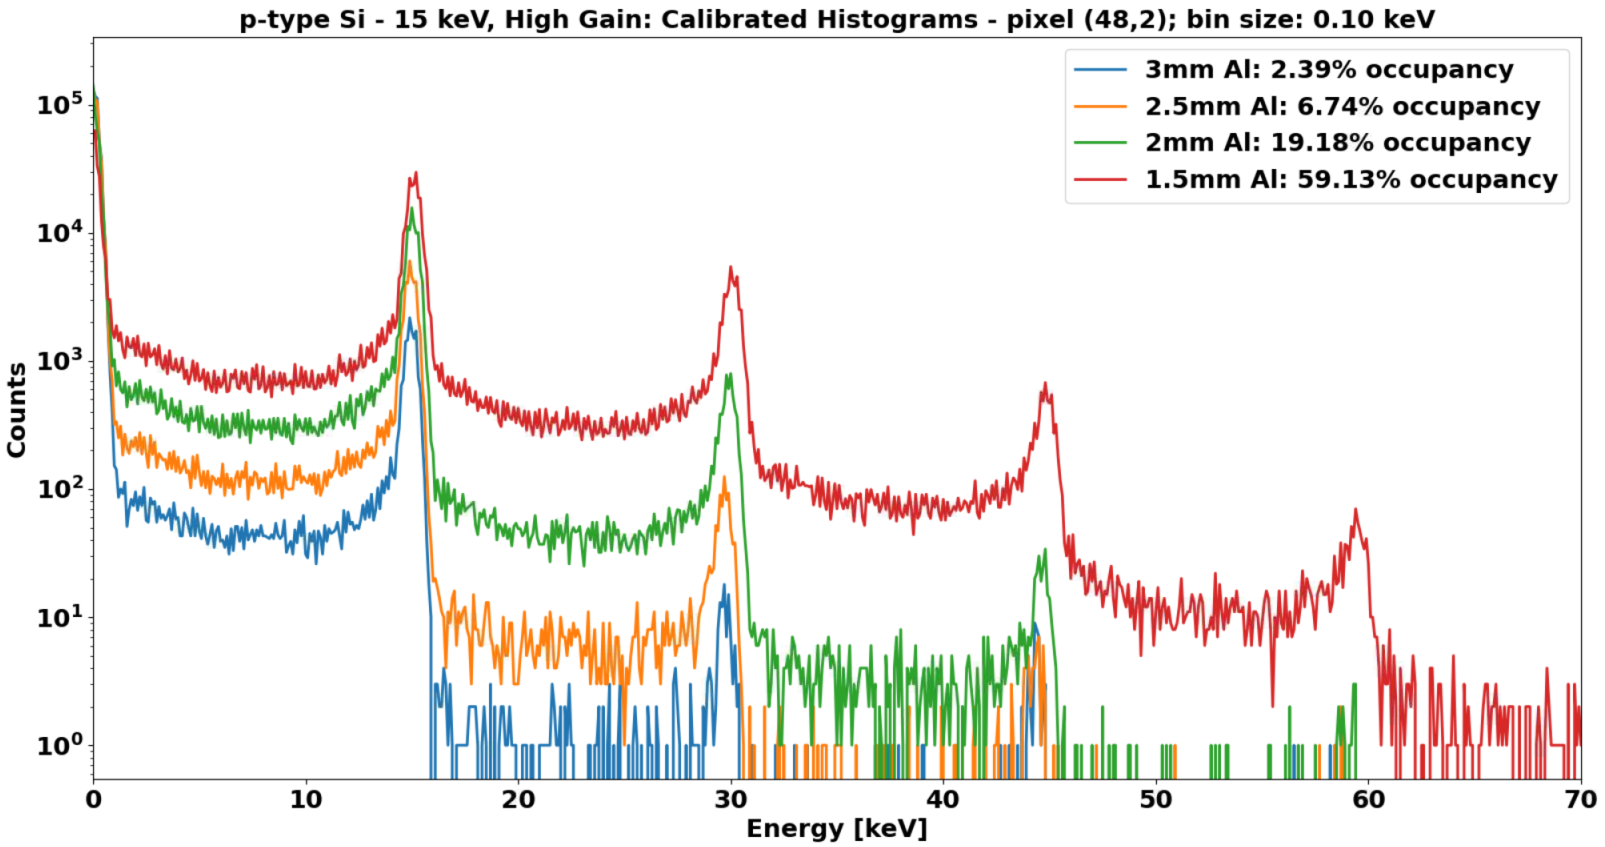 p-type Si - 15 keV, High Gain: Calibrated Histograms - pixel (48,2); bin size: 0.10 keV
3mm Al: 2.39% occupancy
2.5mm Al: 6.74% occupancy
2mm Al: 19.18% occupancy
1.5mm Al: 59.13% occupancy
10⁵
10⁴
10³
10²
10¹
10⁰
Counts
0 10 20 30 40 50 60 70
Energy [keV]